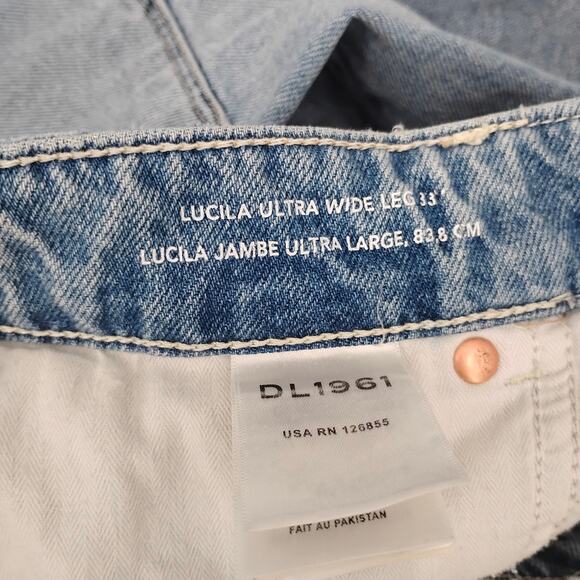 LUCILA ULTRA WIDE LEG 33"
LUCILA JAMBE ULTRA LARGE, 83,8 CM
DL1961
USA RN 126855
FAIT AU PAKISTAN